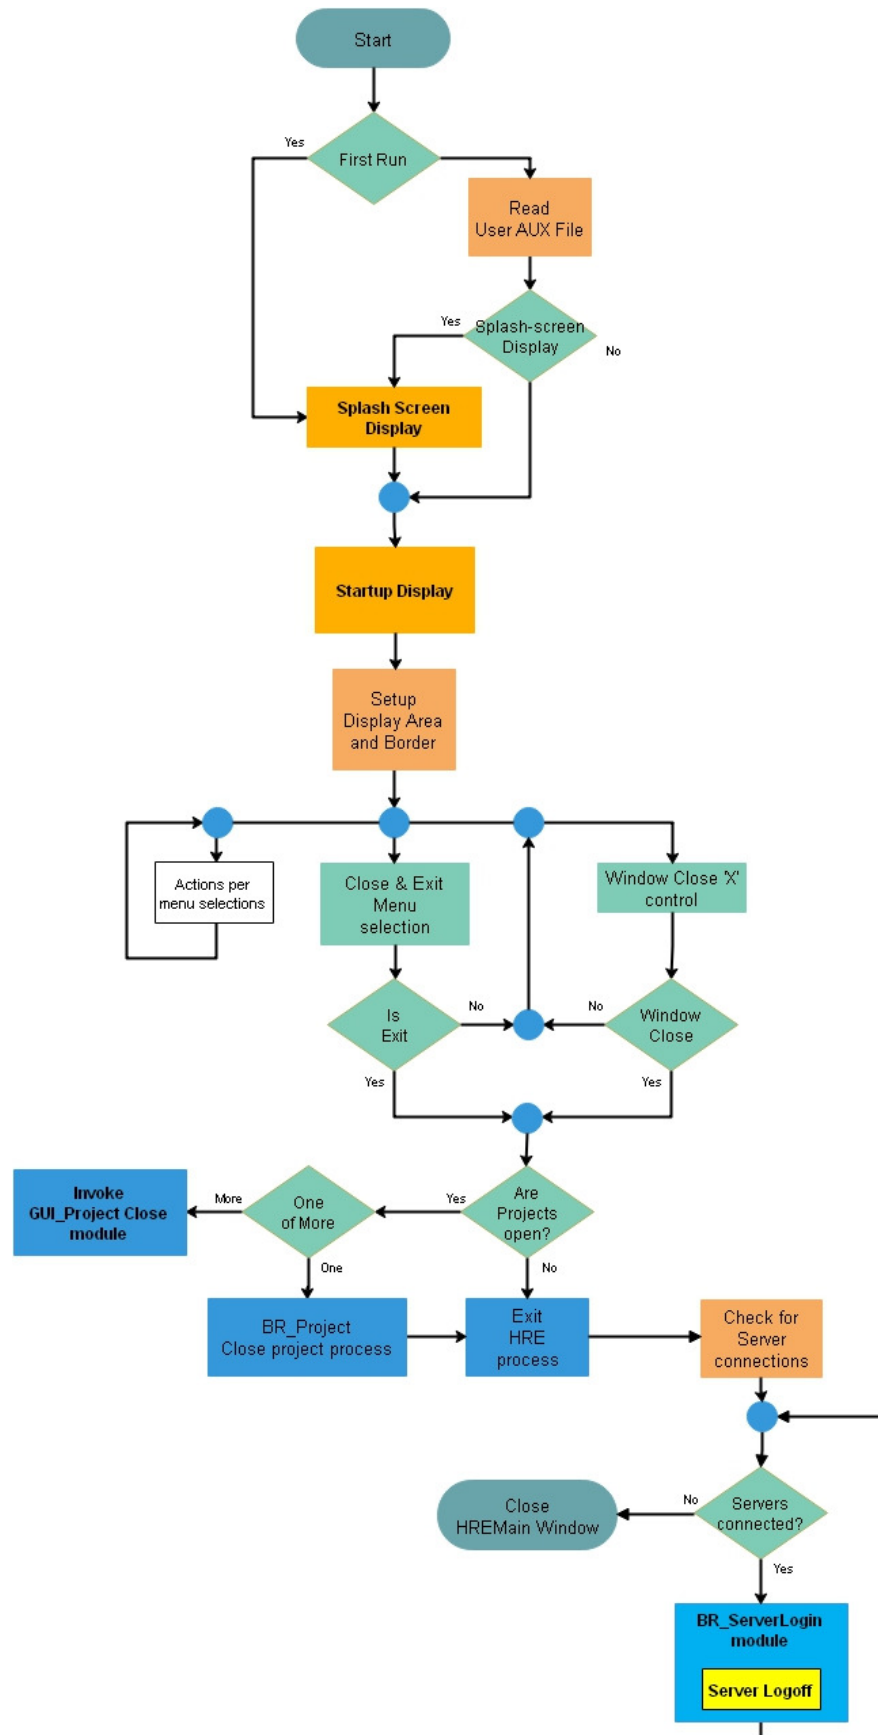 Start
Yes
First Run
Read
User AUX File
Yes
Splash-screen
Display
No
Splash Screen
Display
Startup Display
Setup
Display Area
and Border
Actions per
menu selections
Close & Exit
Menu
selection
Window Close 'X'
control
Is
Exit
No
No
Window
Close
Yes
Yes
Invoke
GUI_Project Close
module
More
One
of More
Yes
Are
Projects
open?
One
No
BR_Project
Close project process
Exit
HRE
process
Check for
Server
connections
Close
HREMain Window
No
Servers
connected?
Yes
BR_ServerLogin
module
Server Logoff